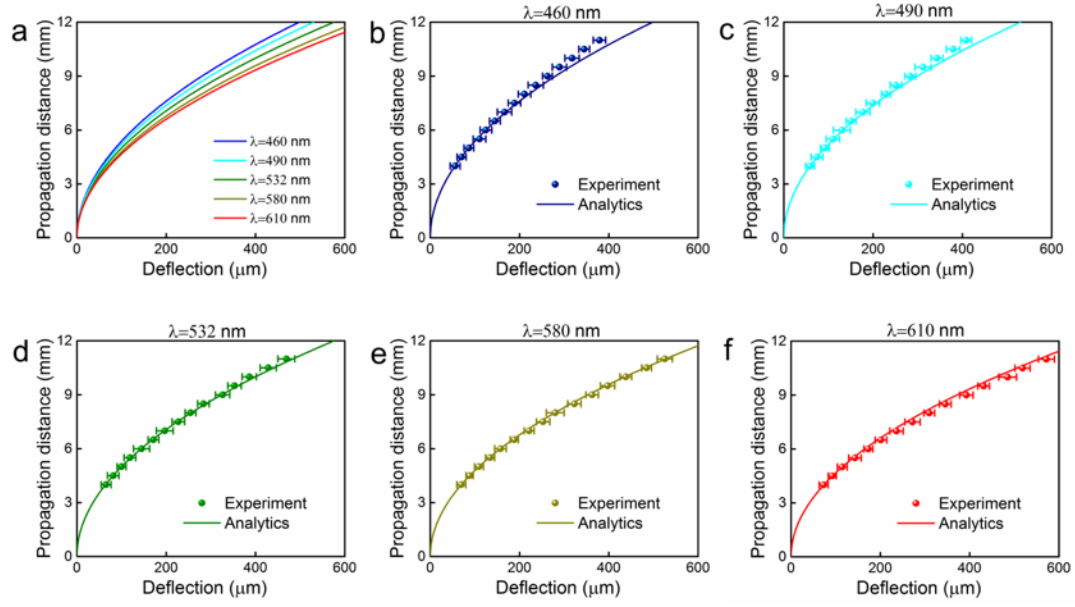 a
Propagation distance (mm)
12
9
6
3
0
0 200 400 600
Deflection (μm)
λ=460 nm
λ=490 nm
λ=532 nm
λ=580 nm
λ=610 nm
b
λ=460 nm
Propagation distance (mm)
12
9
6
3
0
0 200 400 600
Deflection (μm)
Experiment
Analytics
c
λ=490 nm
Propagation distance (mm)
12
9
6
3
0
0 200 400 600
Deflection (μm)
Experiment
Analytics
d
λ=532 nm
Propagation distance (mm)
12
9
6
3
0
0 200 400 600
Deflection (μm)
Experiment
Analytics
e
λ=580 nm
Propagation distance (mm)
12
9
6
3
0
0 200 400 600
Deflection (μm)
Experiment
Analytics
f
λ=610 nm
Propagation distance (mm)
12
9
6
3
0
0 200 400 600
Deflection (μm)
Experiment
Analytics